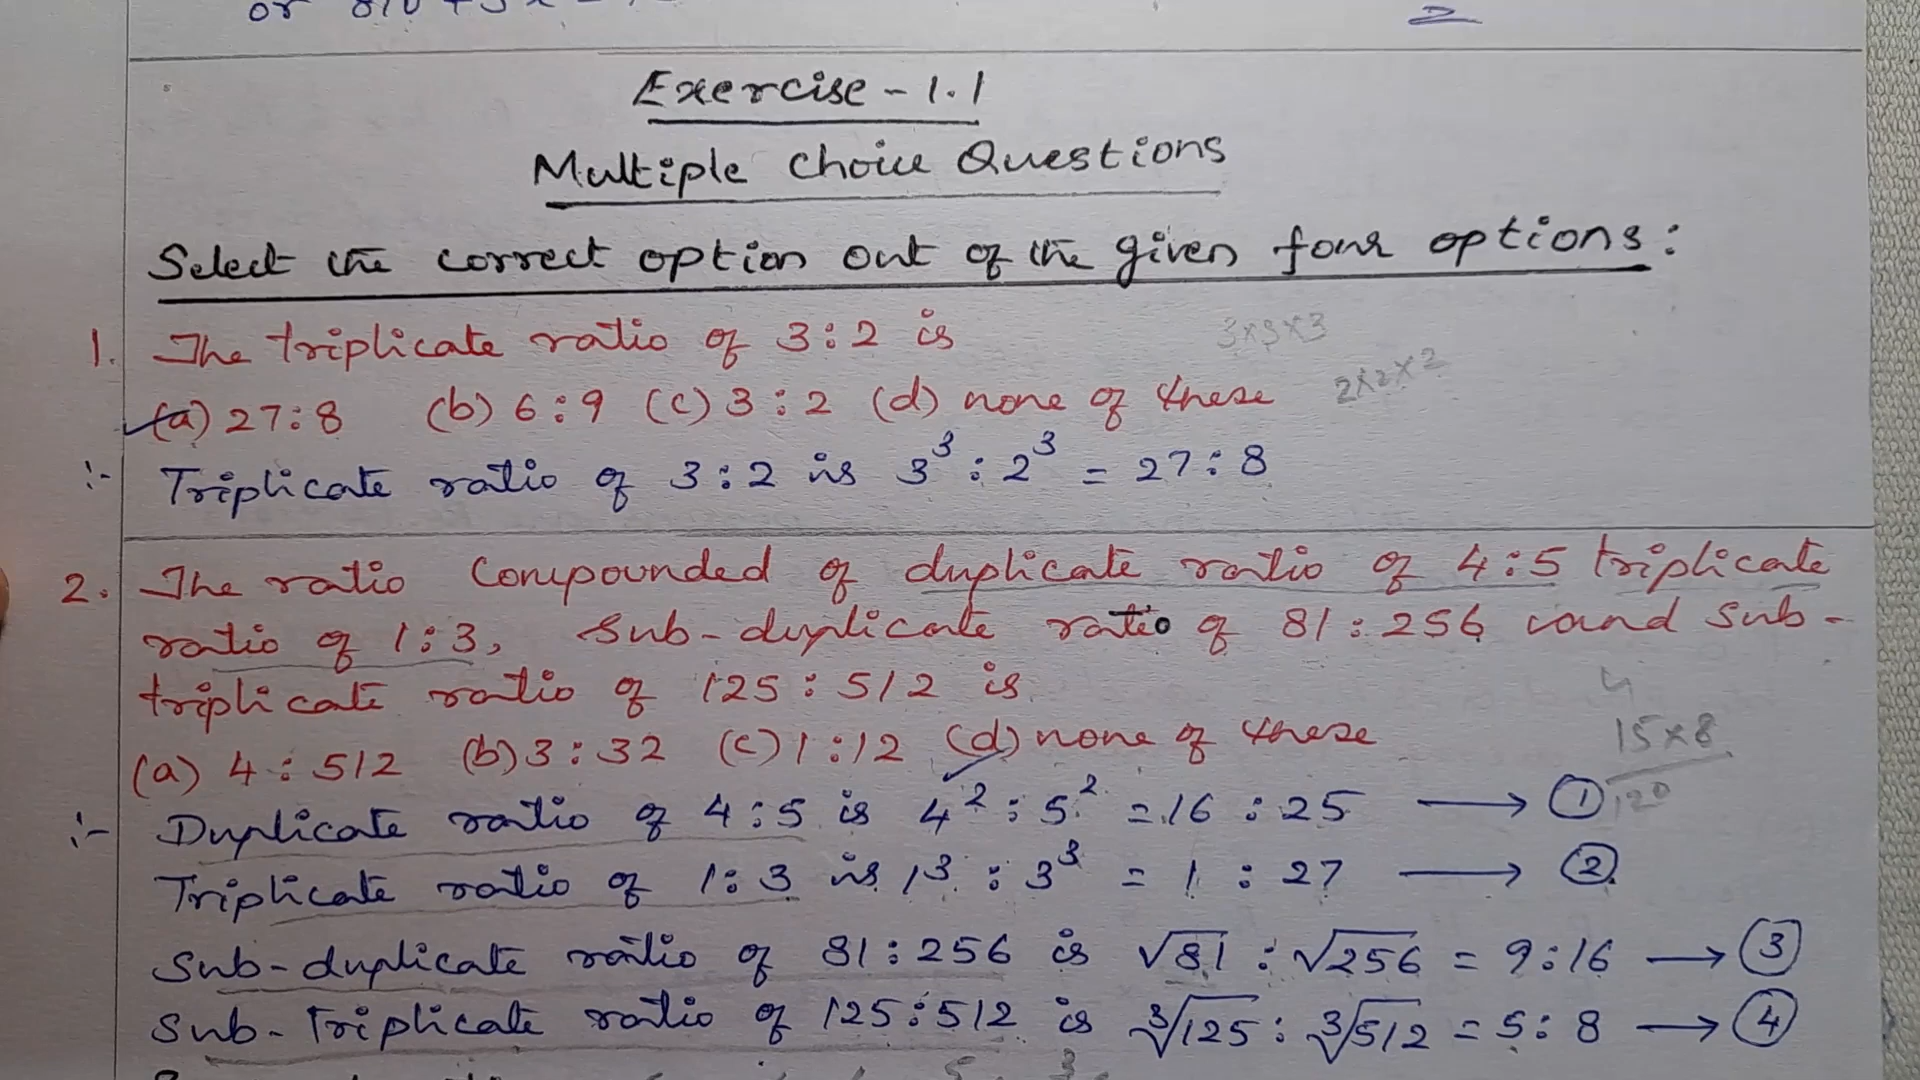 or
Exercise - 1.1
Multiple Choice Questions
Select the correct option out of the given four options:
1. The triplicate ratio of 3:2 is
3×3×3
(a) 27:8 (b) 6:9 (c) 3:2 (d) none of these
2×2×2
:- Triplicate ratio of 3:2 is 3³ : 2³ = 27:8
2. The ratio compounded of duplicate ratio of 4:5 triplicate
ratio of 1:3, sub-duplicate ratio of 81:256 and sub-
triplicate ratio of 125:512 is
(a) 4:512 (b) 3:32 (c) 1:12 (d) none of these
15×8
120
:- Duplicate ratio of 4:5 is 4² : 5² = 16 : 25 → ①
Triplicate ratio of 1:3 is 1³ : 3³ = 1 : 27 → ②
Sub-duplicate ratio of 81:256 is √81 : √256 = 9:16 → ③
Sub-Triplicate ratio of 125:512 is ∛125 : ∛512 = 5:8 → ④